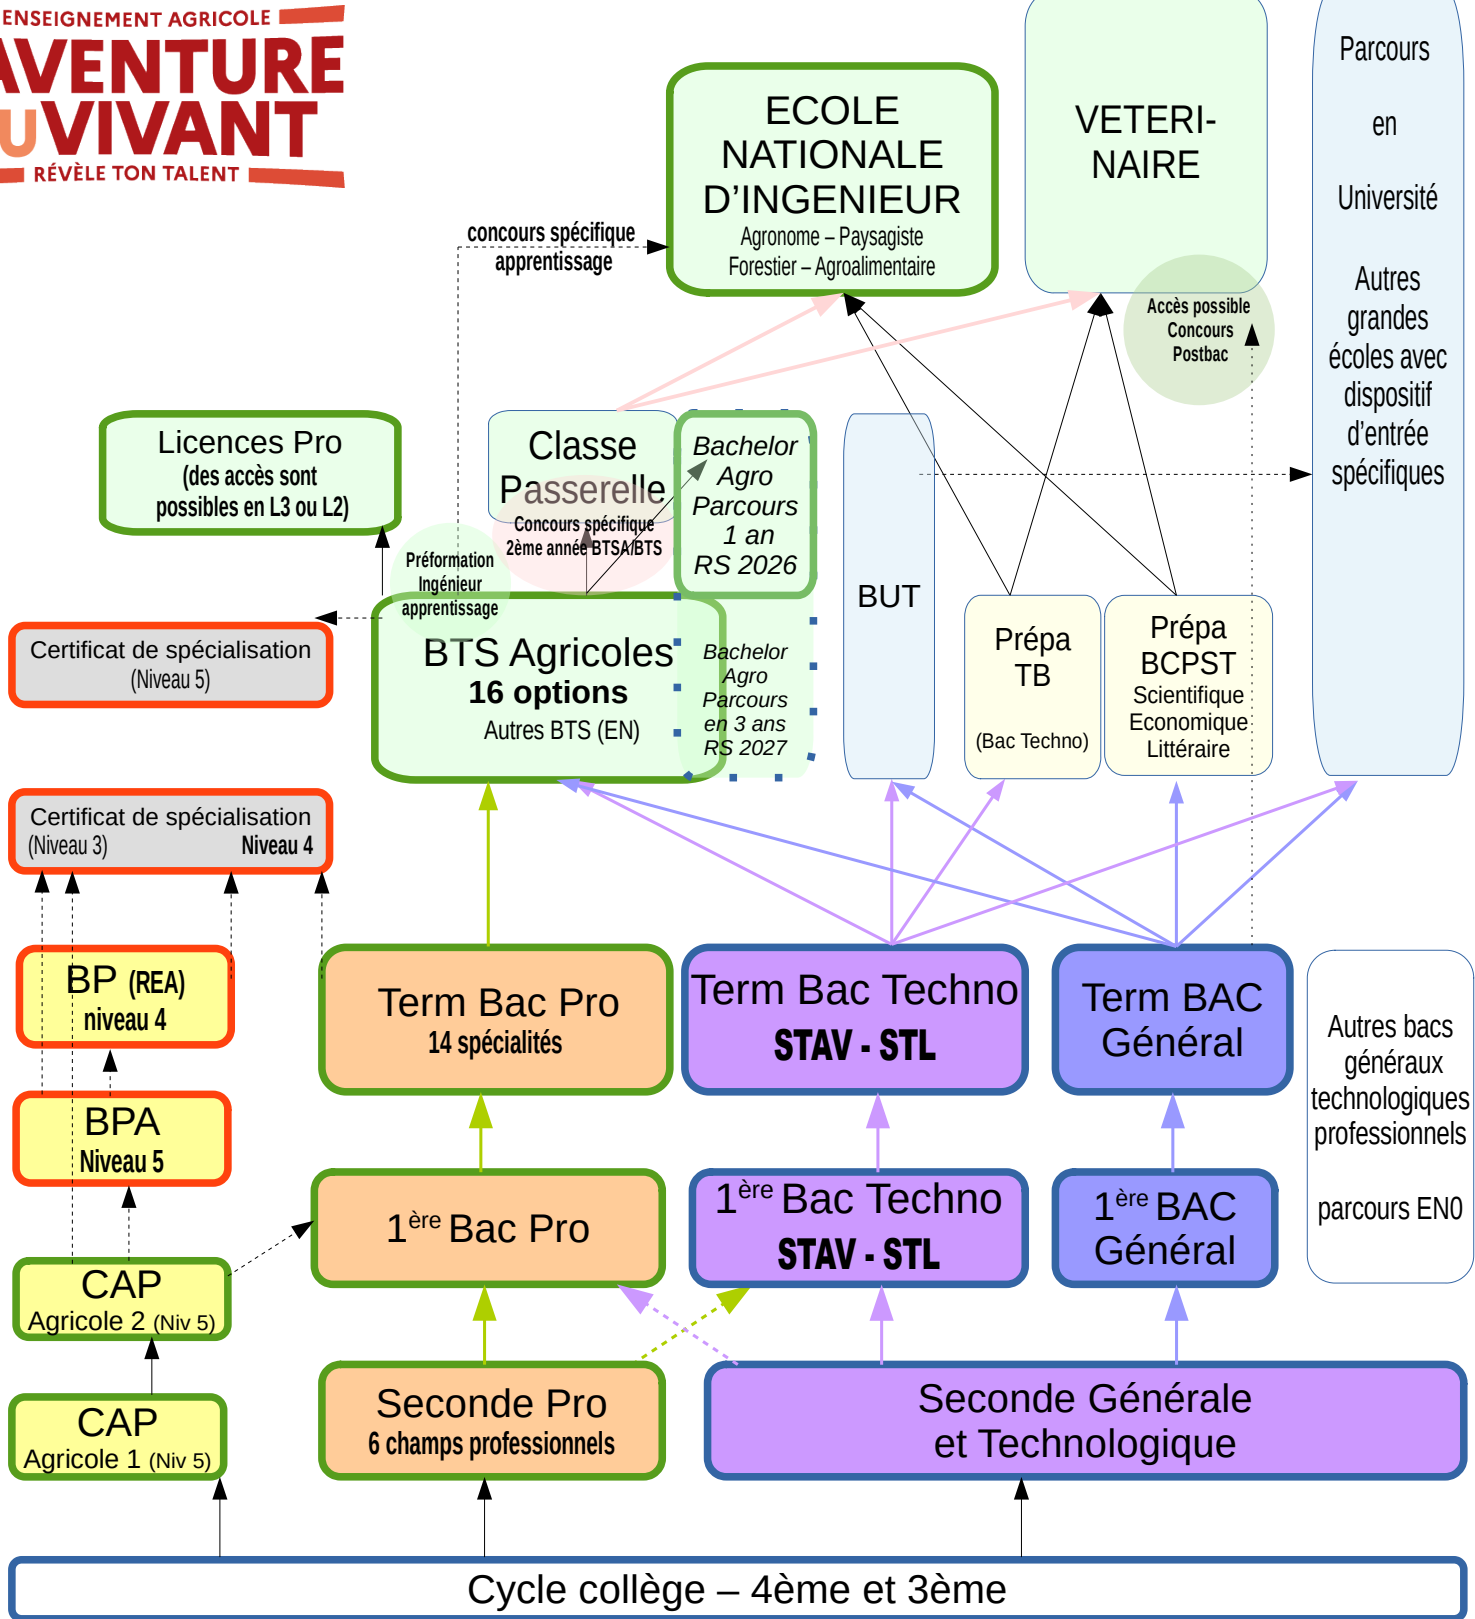 ENSEIGNEMENT AGRICOLE
AVENTURE
UVIVANT
RÉVÈLE TON TALENT
ECOLE
NATIONALE
D'INGENIEUR
Agronome – Paysagiste
Forestier – Agroalimentaire
VETERI-
NAIRE
Parcours
en
Université
Autres
grandes
écoles avec
dispositif
d'entrée
spécifiques
concours spécifique
apprentissage
Accès possible
Concours
Postbac
Licences Pro
(des accès sont
possibles en L3 ou L2)
Classe
Passerelle
Concours spécifique
2ème année BTSA/BTS
Bachelor
Agro
Parcours
1 an
RS 2026
Préformation
Ingénieur
apprentissage
BTS Agricoles
16 options
Autres BTS (EN)
Bachelor
Agro
Parcours
en 3 ans
RS 2027
BUT
Prépa
TB
(Bac Techno)
Prépa
BCPST
Scientifique
Economique
Littéraire
Certificat de spécialisation
(Niveau 5)
Certificat de spécialisation
(Niveau 3) Niveau 4
BP (REA)
niveau 4
Term Bac Pro
14 spécialités
Term Bac Techno
STAV - STL
Term BAC
Général
Autres bacs
généraux
technologiques
professionnels
parcours EN0
BPA
Niveau 5
1ère Bac Pro
1ère Bac Techno
STAV - STL
1ère BAC
Général
CAP
Agricole 2 (Niv 5)
CAP
Agricole 1 (Niv 5)
Seconde Pro
6 champs professionnels
Seconde Générale
et Technologique
Cycle collège – 4ème et 3ème